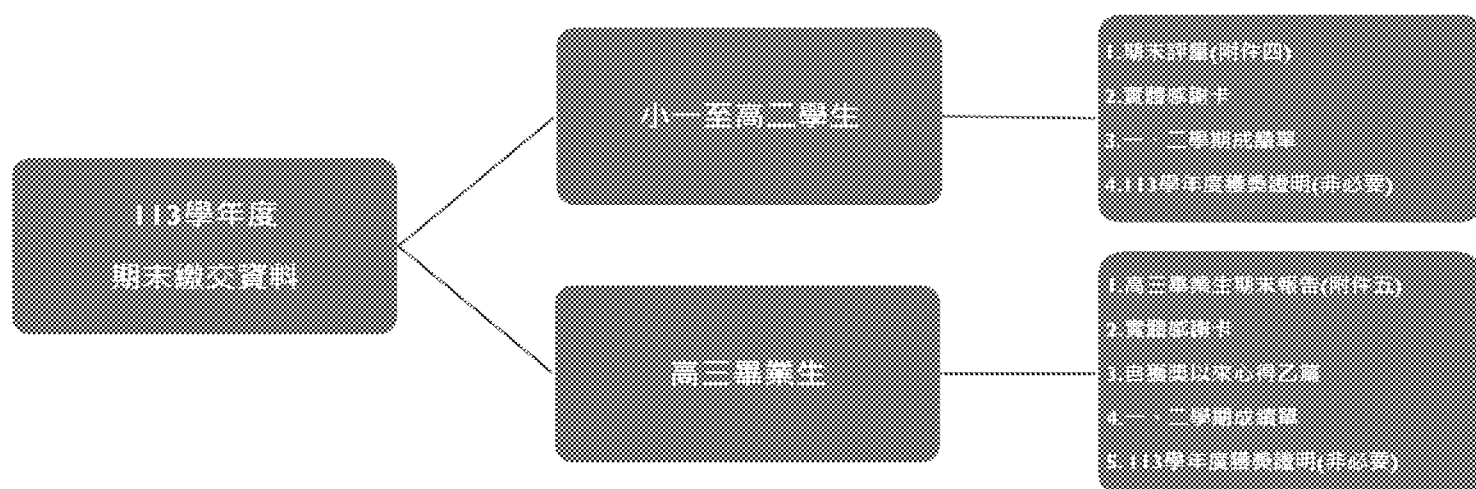 113學年度
期末繳交資料
小一至高二學生
1.期末評量(附件四)
2.實體感謝卡
3.一、二學期成績單
4.113學年度獲獎證明(非必要)
高三畢業生
1.高三畢業生期末報告(附件五)
2.實體感謝卡
3.自獲獎以來心得乙篇
4.一、二學期成績單
5.113學年度獲獎證明(非必要)